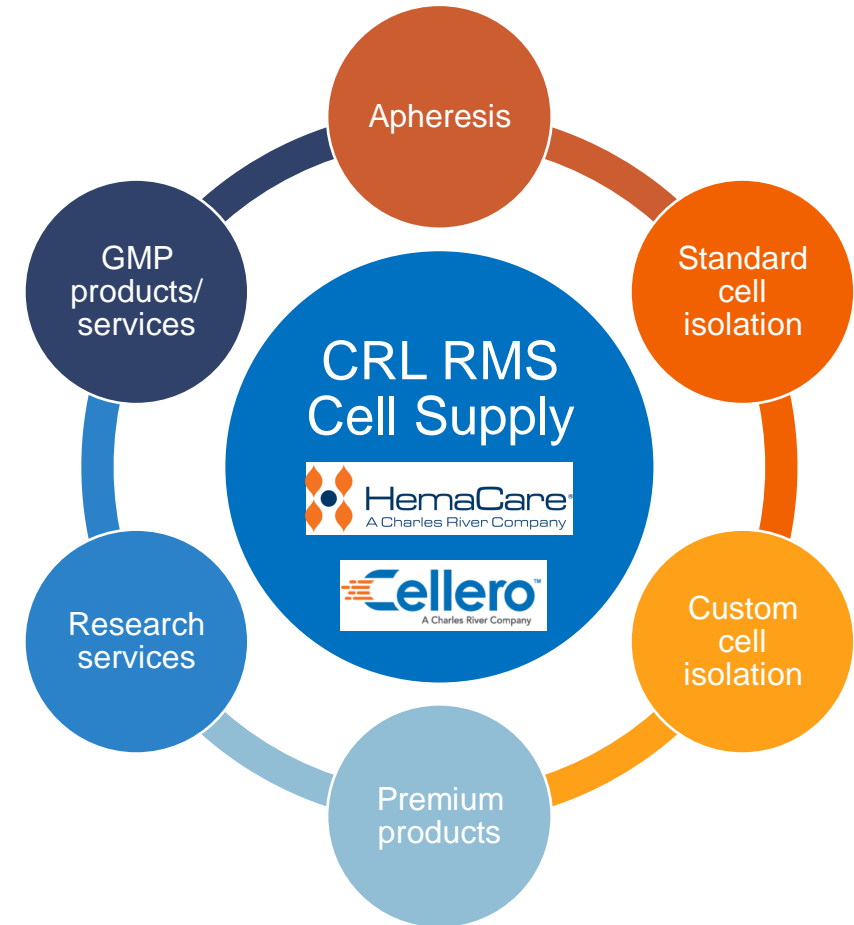 Apheresis
Standard
cell
isolation
Custom
cell
isolation
Premium
products
Research
services
GMP
products/
services
CRL RMS
Cell Supply
HemaCare®
A Charles River Company
Cellero™
A Charles River Company